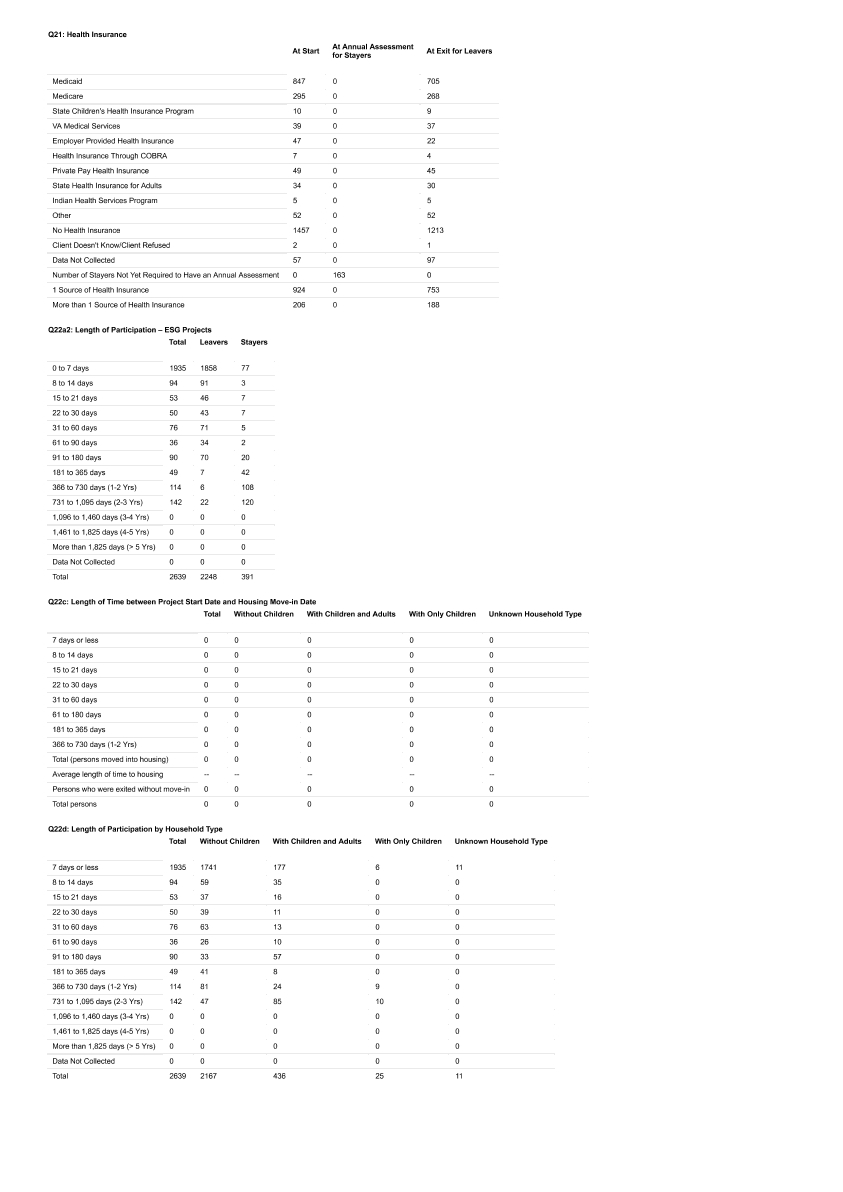 Q21: Health Insurance
At Start At Annual Assessment for Stayers At Exit for Leavers
Medicaid 847 0 705
Medicare 295 0 268
State Children's Health Insurance Program 10 0 9
VA Medical Services 39 0 37
Employer Provided Health Insurance 47 0 22
Health Insurance Through COBRA 7 0 4
Private Pay Health Insurance 49 0 45
State Health Insurance for Adults 34 0 30
Indian Health Services Program 5 0 5
Other 52 0 52
No Health Insurance 1457 0 1213
Client Doesn't Know/Client Refused 2 0 1
Data Not Collected 57 0 97
Number of Stayers Not Yet Required to Have an Annual Assessment 0 163 0
1 Source of Health Insurance 924 0 753
More than 1 Source of Health Insurance 206 0 188
Q22a2: Length of Participation – ESG Projects
Total Leavers Stayers
0 to 7 days 1935 1858 77
8 to 14 days 94 91 3
15 to 21 days 53 46 7
22 to 30 days 50 43 7
31 to 60 days 76 71 5
61 to 90 days 36 34 2
91 to 180 days 90 70 20
181 to 365 days 49 7 42
366 to 730 days (1-2 Yrs) 114 6 108
731 to 1,095 days (2-3 Yrs) 142 22 120
1,096 to 1,460 days (3-4 Yrs) 0 0 0
1,461 to 1,825 days (4-5 Yrs) 0 0 0
More than 1,825 days (> 5 Yrs) 0 0 0
Data Not Collected 0 0 0
Total 2639 2248 391
Q22c: Length of Time between Project Start Date and Housing Move-in Date
Total Without Children With Children and Adults With Only Children Unknown Household Type
7 days or less 0 0 0 0 0
8 to 14 days 0 0 0 0 0
15 to 21 days 0 0 0 0 0
22 to 30 days 0 0 0 0 0
31 to 60 days 0 0 0 0 0
61 to 180 days 0 0 0 0 0
181 to 365 days 0 0 0 0 0
366 to 730 days (1-2 Yrs) 0 0 0 0 0
Total (persons moved into housing) 0 0 0 0 0
Average length of time to housing -- -- -- -- --
Persons who were exited without move-in 0 0 0 0 0
Total persons 0 0 0 0 0
Q22d: Length of Participation by Household Type
Total Without Children With Children and Adults With Only Children Unknown Household Type
7 days or less 1935 1741 177 6 11
8 to 14 days 94 59 35 0 0
15 to 21 days 53 37 16 0 0
22 to 30 days 50 39 11 0 0
31 to 60 days 76 63 13 0 0
61 to 90 days 36 26 10 0 0
91 to 180 days 90 33 57 0 0
181 to 365 days 49 41 8 0 0
366 to 730 days (1-2 Yrs) 114 81 24 9 0
731 to 1,095 days (2-3 Yrs) 142 47 85 10 0
1,096 to 1,460 days (3-4 Yrs) 0 0 0 0 0
1,461 to 1,825 days (4-5 Yrs) 0 0 0 0 0
More than 1,825 days (> 5 Yrs) 0 0 0 0 0
Data Not Collected 0 0 0 0 0
Total 2639 2167 436 25 11